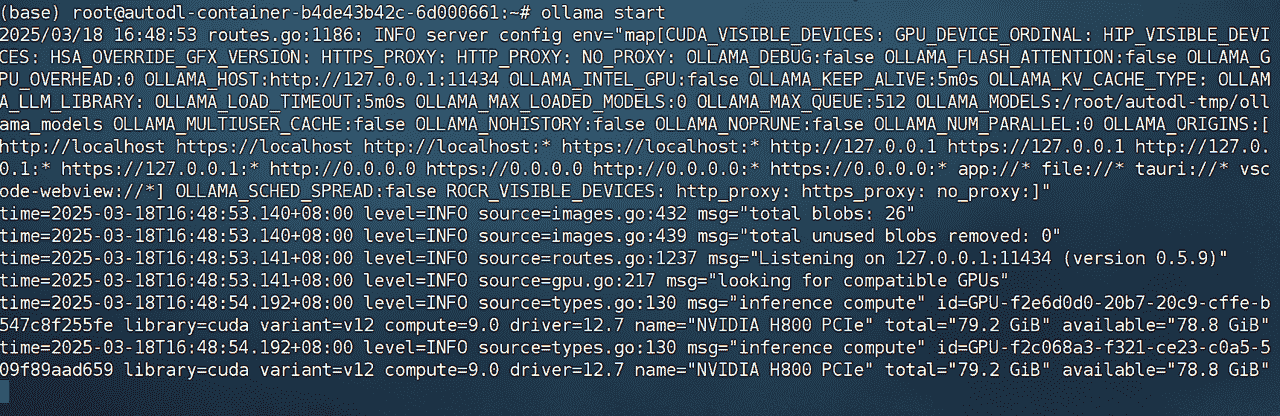 (base) root@autodl-container-b4de43b42c-6d000661:~# ollama start
2025/03/18 16:48:53 routes.go:1186: INFO server config env="map[CUDA_VISIBLE_DEVICES: GPU_DEVICE_ORDINAL: HIP_VISIBLE_DEVI
CES: HSA_OVERRIDE_GFX_VERSION: HTTPS_PROXY: HTTP_PROXY: NO_PROXY: OLLAMA_DEBUG:false OLLAMA_FLASH_ATTENTION:false OLLAMA_G
PU_OVERHEAD:0 OLLAMA_HOST:http://127.0.0.1:11434 OLLAMA_INTEL_GPU:false OLLAMA_KEEP_ALIVE:5m0s OLLAMA_KV_CACHE_TYPE: OLLAM
A_LLM_LIBRARY: OLLAMA_LOAD_TIMEOUT:5m0s OLLAMA_MAX_LOADED_MODELS:0 OLLAMA_MAX_QUEUE:512 OLLAMA_MODELS:/root/autodl-tmp/oll
ama_models OLLAMA_MULTIUSER_CACHE:false OLLAMA_NOHISTORY:false OLLAMA_NOPRUNE:false OLLAMA_NUM_PARALLEL:0 OLLAMA_ORIGINS:[
http://localhost https://localhost http://localhost:* https://localhost:* http://127.0.0.1 https://127.0.0.1 http://127.0.
0.1:* https://127.0.0.1:* http://0.0.0.0 https://0.0.0.0 http://0.0.0.0:* https://0.0.0.0:* app://* file://* tauri://* vsc
ode-webview://*] OLLAMA_SCHED_SPREAD:false ROCR_VISIBLE_DEVICES: http_proxy: https_proxy: no_proxy:]"
time=2025-03-18T16:48:53.140+08:00 level=INFO source=images.go:432 msg="total blobs: 26"
time=2025-03-18T16:48:53.140+08:00 level=INFO source=images.go:439 msg="total unused blobs removed: 0"
time=2025-03-18T16:48:53.141+08:00 level=INFO source=routes.go:1237 msg="Listening on 127.0.0.1:11434 (version 0.5.9)"
time=2025-03-18T16:48:53.141+08:00 level=INFO source=gpu.go:217 msg="looking for compatible GPUs"
time=2025-03-18T16:48:54.192+08:00 level=INFO source=types.go:130 msg="inference compute" id=GPU-f2e6d0d0-20b7-20c9-cffe-b
547c8f255fe library=cuda variant=v12 compute=9.0 driver=12.7 name="NVIDIA H800 PCIe" total="79.2 GiB" available="78.8 GiB"
time=2025-03-18T16:48:54.192+08:00 level=INFO source=types.go:130 msg="inference compute" id=GPU-f2c068a3-f321-ce23-c0a5-5
09f89aad659 library=cuda variant=v12 compute=9.0 driver=12.7 name="NVIDIA H800 PCIe" total="79.2 GiB" available="78.8 GiB"